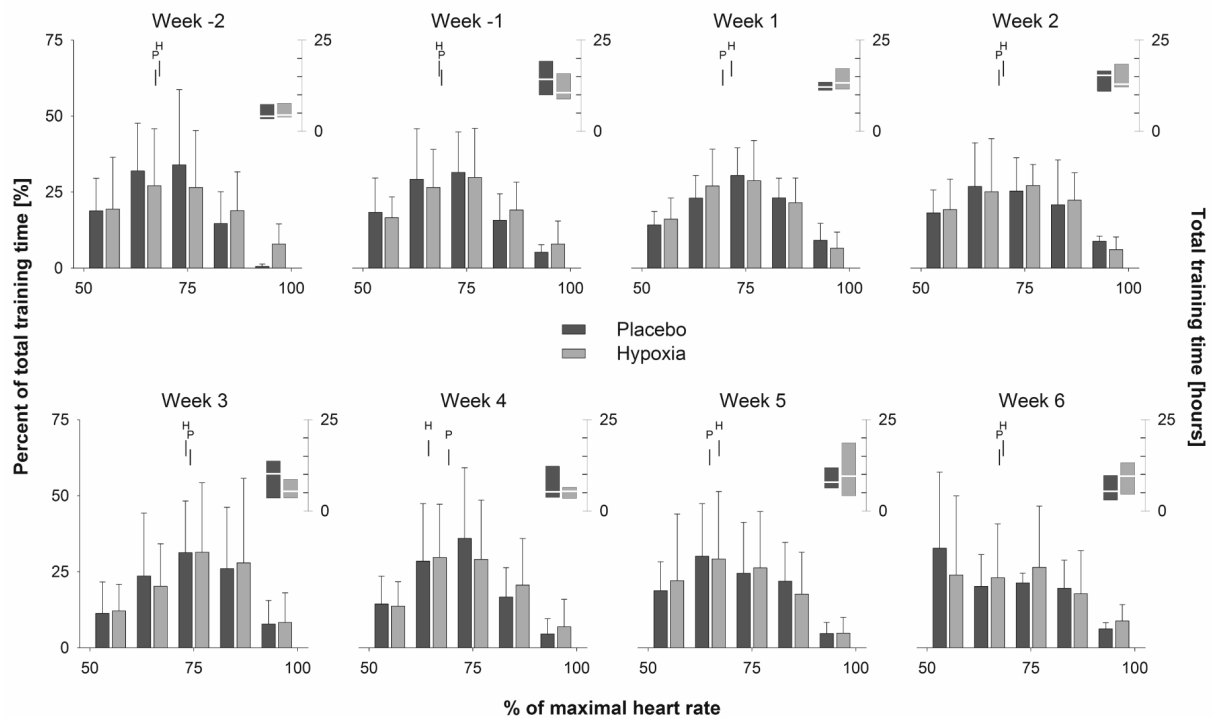 Week -2
Week -1
Week 1
Week 2
75
50
25
0
H
P
25
0
H
P
25
0
H
P
25
0
H
P
25
0
50
75
100
50
75
100
50
75
100
50
75
100
Percent of total training time [%]
Total training time [hours]
Placebo
Hypoxia
Week 3
Week 4
Week 5
Week 6
75
50
25
0
H
P
25
0
H
P
25
0
H
P
25
0
H
P
25
0
50
75
100
50
75
100
50
75
100
50
75
100
% of maximal heart rate